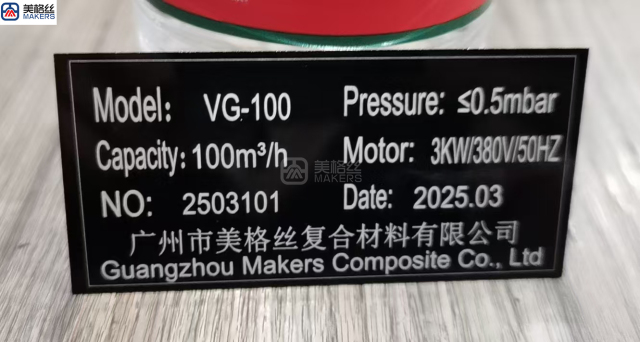 美格丝
MAKERS
Model: VG-100 Pressure: ≤0.5mbar
Capacity: 100m³/h Motor: 3KW/380V/50HZ
美格丝
MAKERS
NO: 2503101 Date: 2025.03
广州市美格丝复合材料有限公司
Guangzhou Makers Composite Co., Ltd